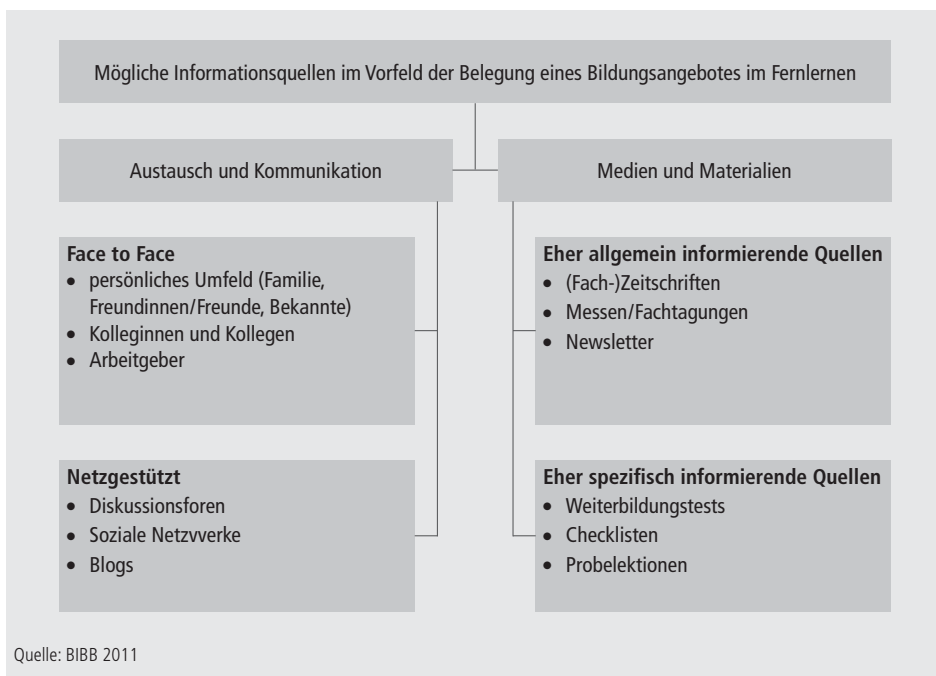 Mögliche Informationsquellen im Vorfeld der Belegung eines Bildungsangebotes im Fernlernen
Austausch und Kommunikation
Medien und Materialien
Face to Face
• persönliches Umfeld (Familie,
Freundinnen/Freunde, Bekannte)
• Kolleginnen und Kollegen
• Arbeitgeber
Eher allgemein informierende Quellen
• (Fach-)Zeitschriften
• Messen/Fachtagungen
• Newsletter
Netzgestützt
• Diskussionsforen
• Soziale Netzvverke
• Blogs
Eher spezifisch informierende Quellen
• Weiterbildungstests
• Checklisten
• Probelektionen
Quelle: BIBB 2011